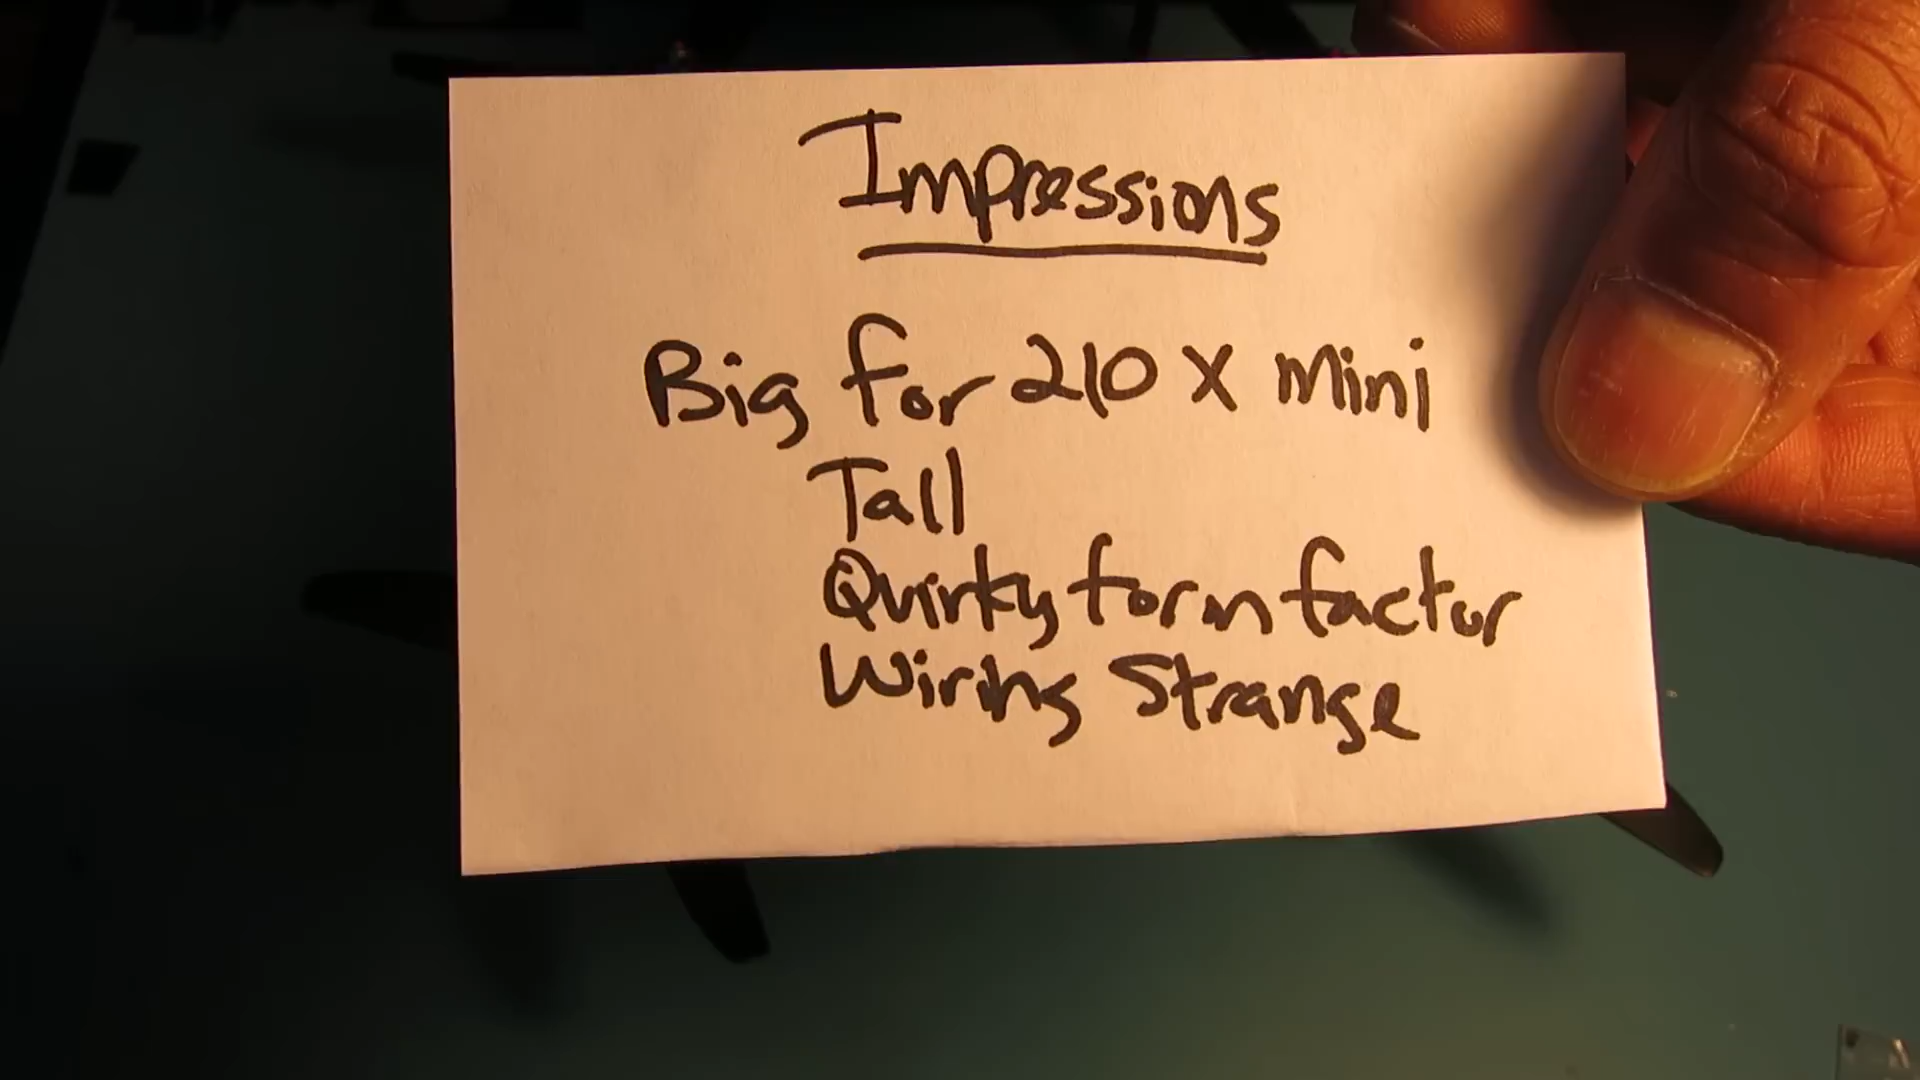 Impressions
Big for 210 X Mini
Tall
Quirky form factor
Wiring Strange